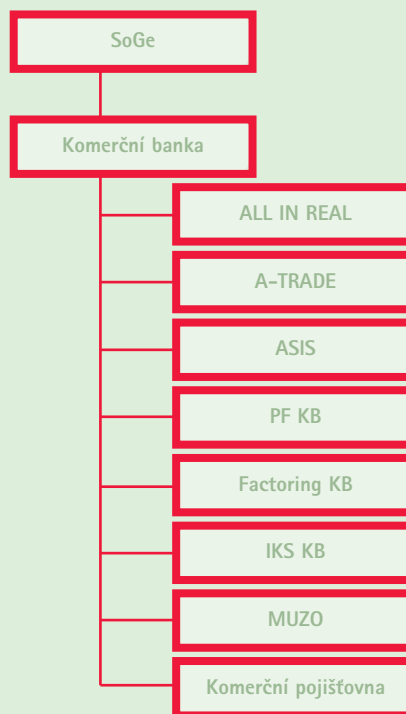 SoGe
Komerční banka
ALL IN REAL
A-TRADE
ASIS
PF KB
Factoring KB
IKS KB
MUZO
Komerční pojišťovna